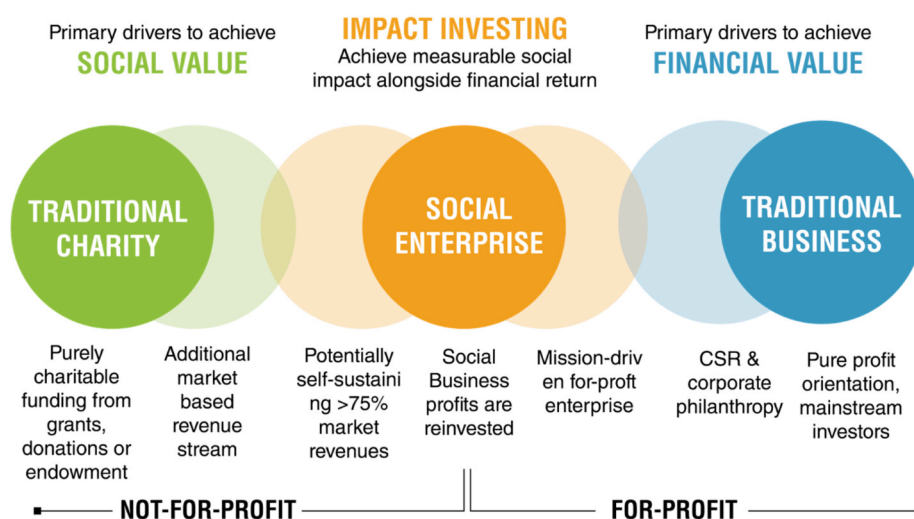 Primary drivers to achieve
SOCIAL VALUE
IMPACT INVESTING
Achieve measurable social
impact alongside financial return
Primary drivers to achieve
FINANCIAL VALUE
TRADITIONAL
CHARITY
SOCIAL
ENTERPRISE
TRADITIONAL
BUSINESS
Purely
charitable
funding from
grants,
donations or
endowment
Additional
market
based
revenue
stream
Potentially
self-sustaini
ng >75%
market
revenues
Social
Business
profits are
reinvested
Mission-driv
en for-proft
enterprise
CSR &
corporate
philanthropy
Pure profit
orientation,
mainstream
investors
NOT-FOR-PROFIT
FOR-PROFIT